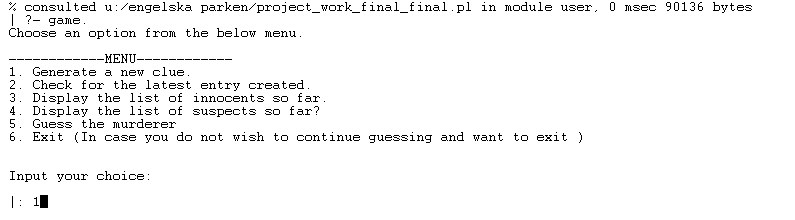 % consulted u:/engelska parken/project_work_final_final.pl in module user, 0 msec 90136 bytes
| ?- game.
Choose an option from the below menu.
------------MENU------------
1. Generate a new clue.
2. Check for the latest entry created.
3. Display the list of innocents so far.
4. Display the list of suspects so far?
5. Guess the murderer
6. Exit (In case you do not wish to continue guessing and want to exit )
Input your choice:
|: 1